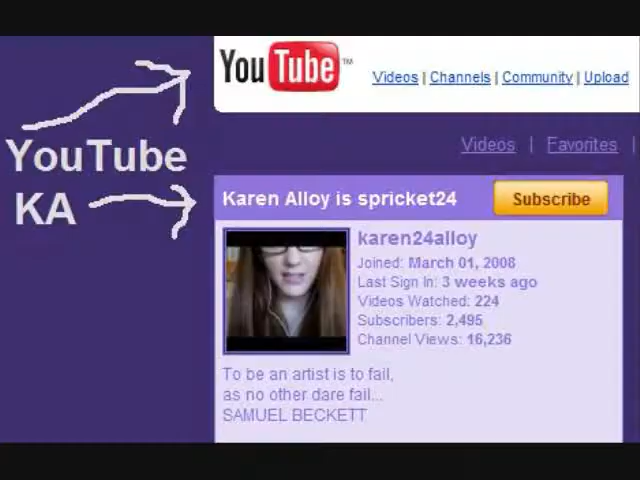 YouTube™
Videos | Channels | Community | Upload
Videos | Favorites |
YouTube
KA
Karen Alloy is spricket24
Subscribe
karen24alloy
Joined: March 01, 2008
Last Sign In: 3 weeks ago
Videos Watched: 224
Subscribers: 2,495
Channel Views: 16,236
To be an artist is to fail,
as no other dare fail...
SAMUEL BECKETT